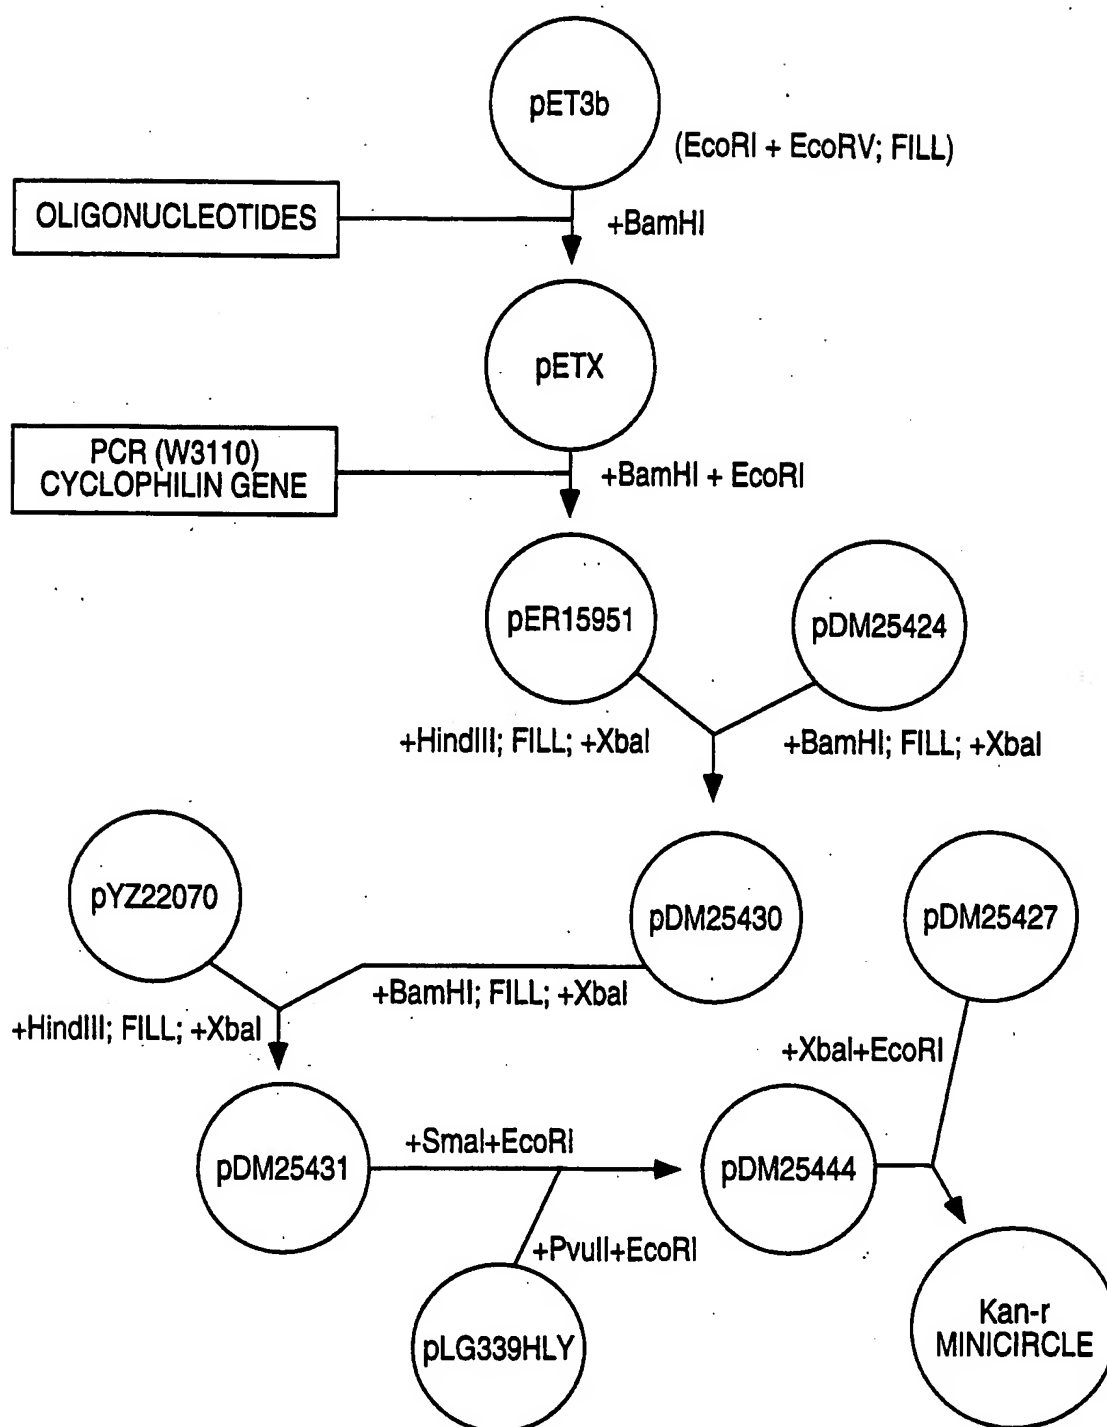 pET3b
(EcoRI + EcoRV; FILL)
OLIGONUCLEOTIDES
+BamHI
pETX
PCR (W3110)
CYCLOPHILIN GENE
+BamHI + EcoRI
pER15951
pDM25424
+HindIII; FILL; +XbaI
+BamHI; FILL; +XbaI
pYZ22070
pDM25430
pDM25427
+BamHI; FILL; +XbaI
+HindIII; FILL; +XbaI
+XbaI+EcoRI
pDM25431
+SmaI+EcoRI
pDM25444
+PvuII+EcoRI
pLG339HLY
Kan-r
MINICIRCLE